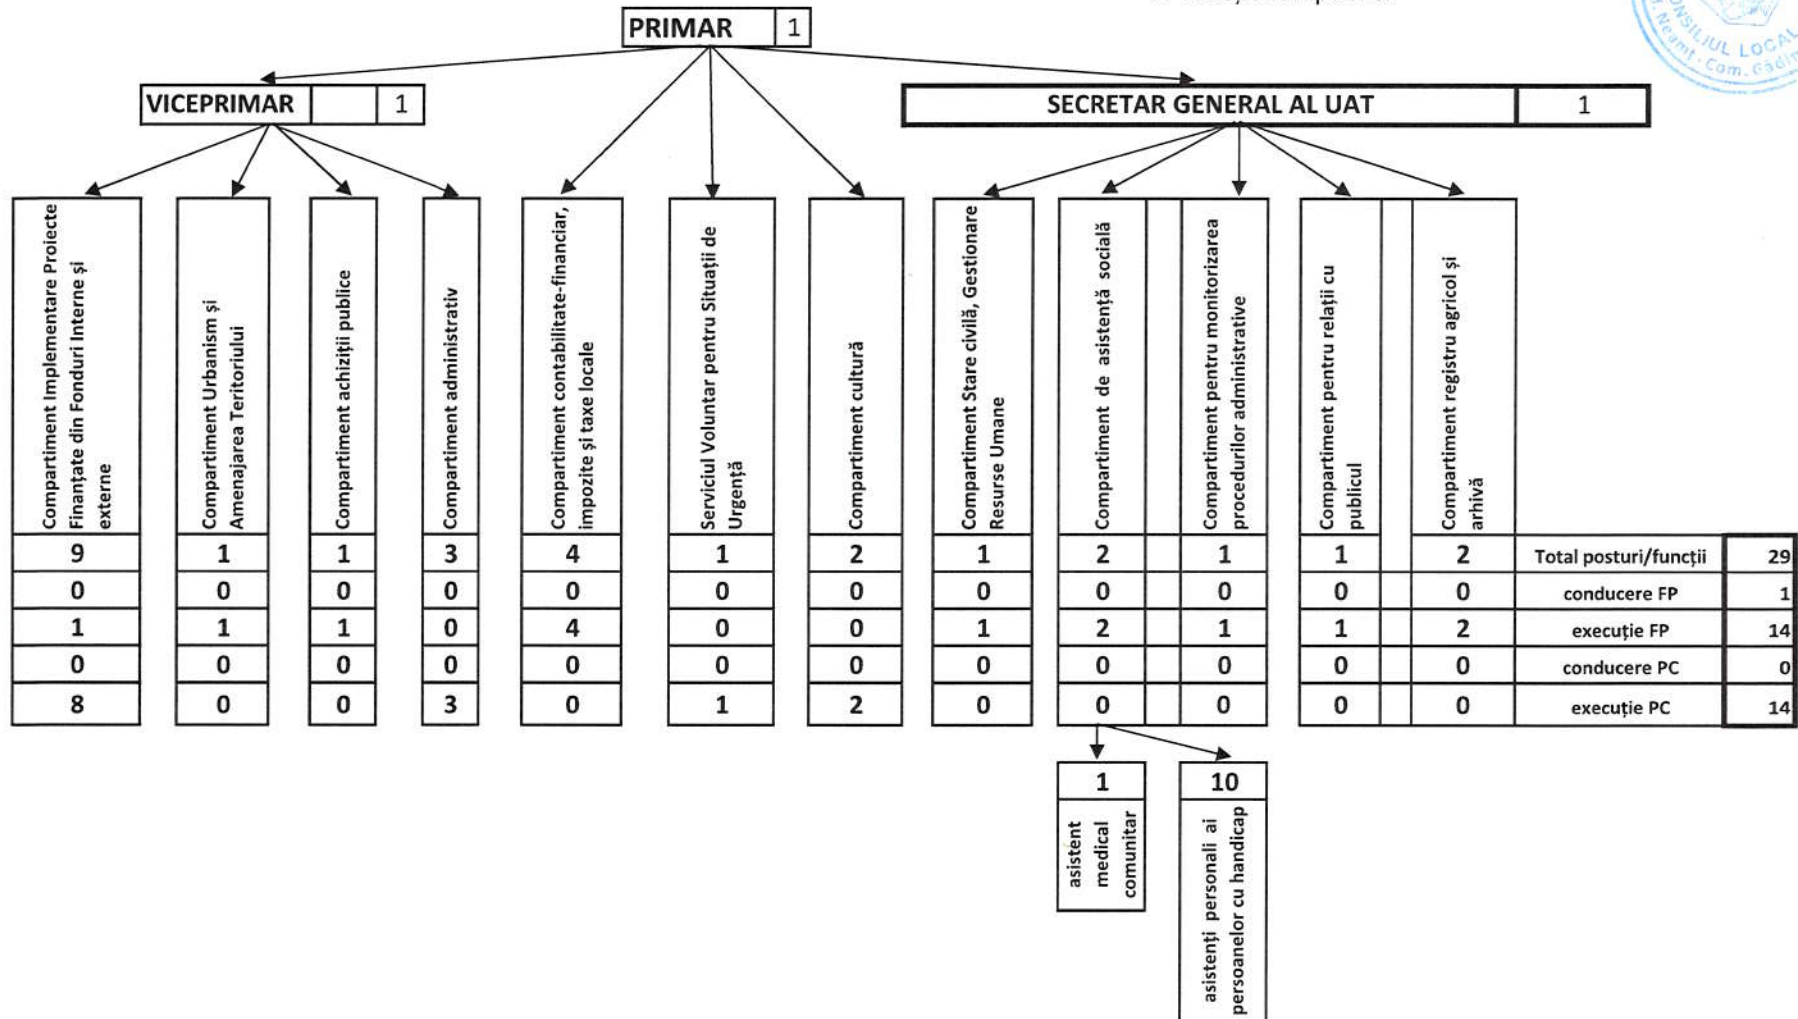 PRIMAR 1
VICEPRIMAR 1
SECRETAR GENERAL AL UAT 1
Compartiment Implementare Proiecte
Finanțate din Fonduri Interne și
externe
Compartiment Urbanism și
Amenajarea Teritoriului
Compartiment achiziții publice
Compartiment administrativ
Compartiment contabilitate-financiar,
impozite și taxe locale
Serviciul Voluntar pentru Situații de
Urgență
Compartiment cultură
Compartiment Stare civilă, Gestionare
Resurse Umane
Compartiment de asistență socială
Compartiment pentru monitorizarea
procedurilor administrative
Compartiment pentru relații cu
publicul
Compartiment registru agricol și
arhivă
9 1 1 3 4 1 2 1 2 1 1 2 Total posturi/funcții 29
0 0 0 0 0 0 0 0 0 0 0 0 conducere FP 1
1 1 1 0 4 0 0 1 2 1 1 2 execuție FP 14
0 0 0 0 0 0 0 0 0 0 0 0 conducere PC 0
8 0 0 3 0 1 2 0 0 0 0 0 execuție PC 14
1
asistent
medical
comunitar
10
asistenți personali ai
persoanelor cu handicap
LOCAL
Neamț - Com.